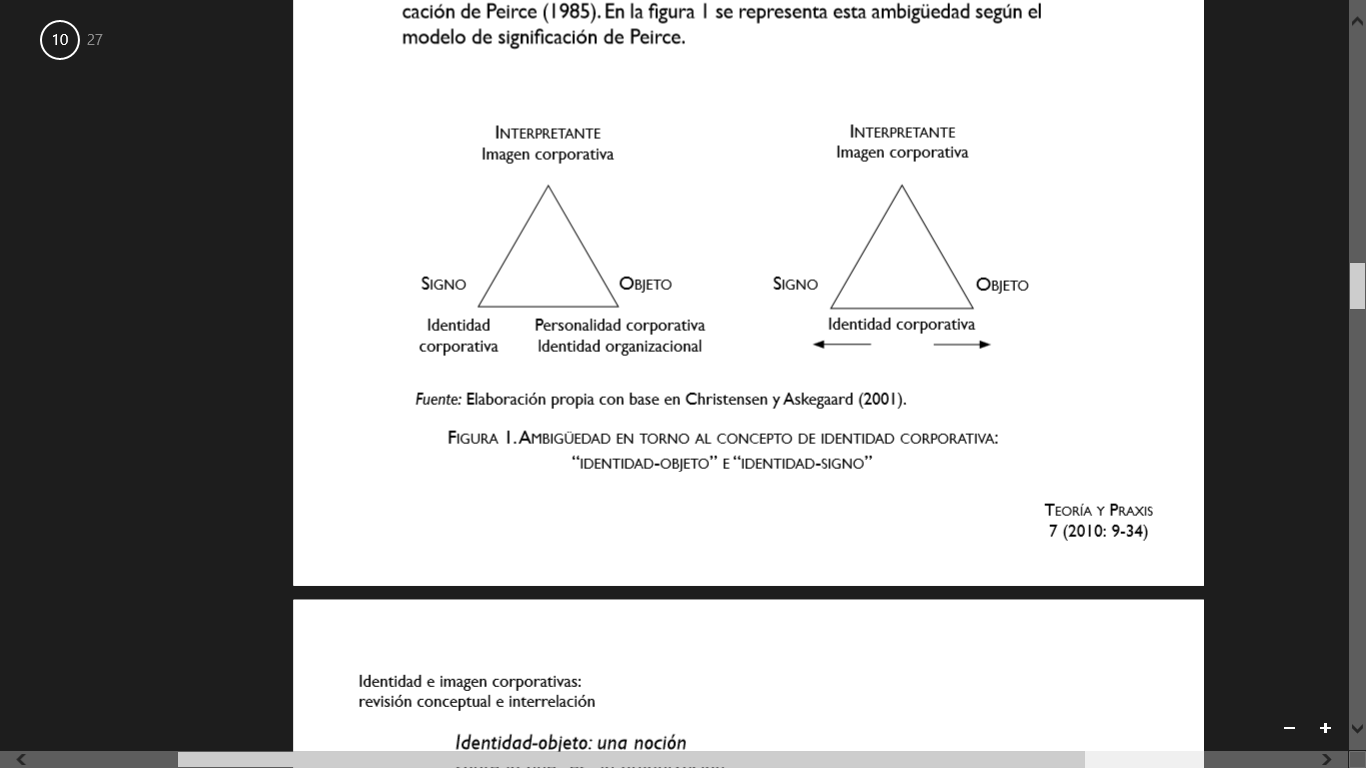 10 27
cación de Peirce (1985). En la figura 1 se representa esta ambigüedad según el
modelo de significación de Peirce.
INTERPRETANTE
Imagen corporativa
SIGNO
OBJETO
Identidad
corporativa
Personalidad corporativa
Identidad organizacional
INTERPRETANTE
Imagen corporativa
SIGNO
OBJETO
Identidad corporativa
Fuente: Elaboración propia con base en Christensen y Askegaard (2001).
FIGURA 1. AMBIGÜEDAD EN TORNO AL CONCEPTO DE IDENTIDAD CORPORATIVA:
“IDENTIDAD-OBJETO” E “IDENTIDAD-SIGNO”
TEORÍA Y PRAXIS
7 (2010: 9-34)
Identidad e imagen corporativas:
revisión conceptual e interrelación
Identidad-objeto: una noción